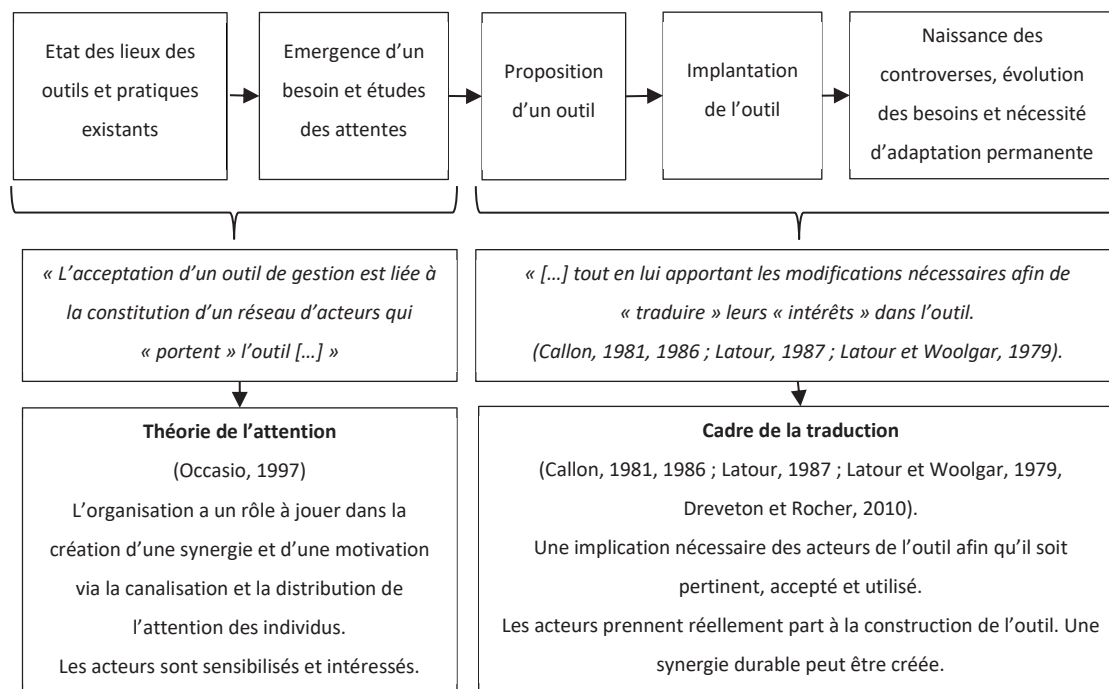 Etat des lieux des
outils et pratiques
existants
Emergence d’un
besoin et études
des attentes
Proposition
d’un outil
Implantation
de l’outil
Naissance des
controverses, évolution
des besoins et nécessité
d’adaptation permanente
« L’acceptation d’un outil de gestion est liée à
la constitution d’un réseau d’acteurs qui
« portent » l’outil […] »
« […] tout en lui apportant les modifications nécessaires afin de
« traduire » leurs « intérêts » dans l’outil.
(Callon, 1981, 1986 ; Latour, 1987 ; Latour et Woolgar, 1979).
Théorie de l’attention
(Occasio, 1997)
L’organisation a un rôle à jouer dans la
création d’une synergie et d’une motivation
via la canalisation et la distribution de
l’attention des individus.
Les acteurs sont sensibilisés et intéressés.
Cadre de la traduction
(Callon, 1981, 1986 ; Latour, 1987 ; Latour et Woolgar, 1979,
Dreveton et Rocher, 2010).
Une implication nécessaire des acteurs de l’outil afin qu’il soit
pertinent, accepté et utilisé.
Les acteurs prennent réellement part à la construction de l’outil. Une
synergie durable peut être créée.